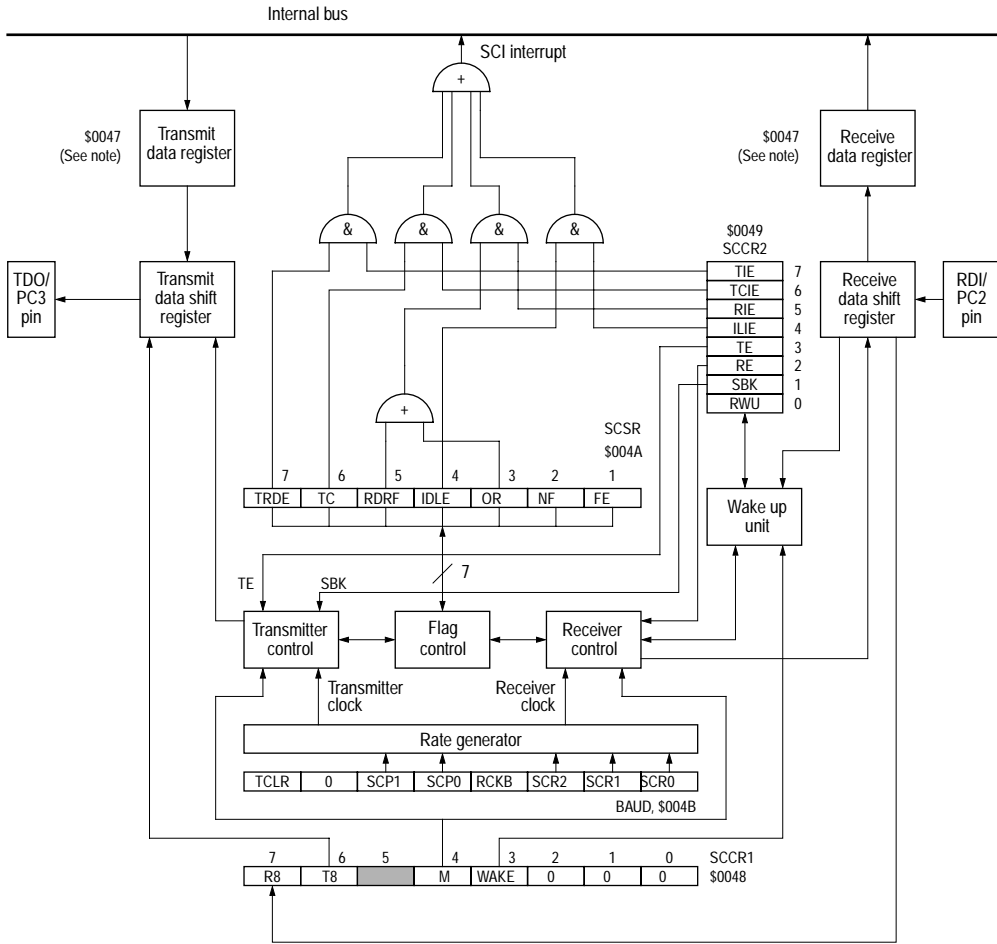 Internal bus
SCI interrupt
+
$0047
(See note)
Transmit
data register
$0047
(See note)
Receive
data register
&
&
&
&
$0049
SCCR2
TDO/
PC3
pin
Transmit
data shift
register
TIE 7
TCIE 6
RIE 5
ILIE 4
TE 3
RE 2
SBK 1
RWU 0
Receive
data shift
register
RDI/
PC2
pin
+
SCSR
$004A
7 6 5 4 3 2 1
TRDE TC RDRF IDLE OR NF FE
Wake up
unit
7
TE
SBK
Transmitter
control
Flag
control
Receiver
control
Transmitter
clock
Receiver
clock
Rate generator
TCLR 0 SCP1 SCP0 RCKB SCR2 SCR1 SCR0
BAUD, $004B
7 6 5 4 3 2 1 0 SCCR1
R8 T8 M WAKE 0 0 0 $0048